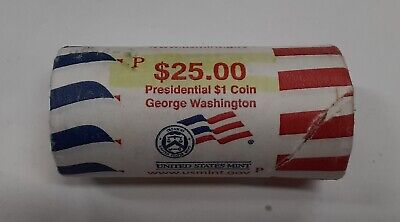 P $25.00
Presidential $1 Coin
George Washington
UNITED STATES MINT
www.usmint.gov P